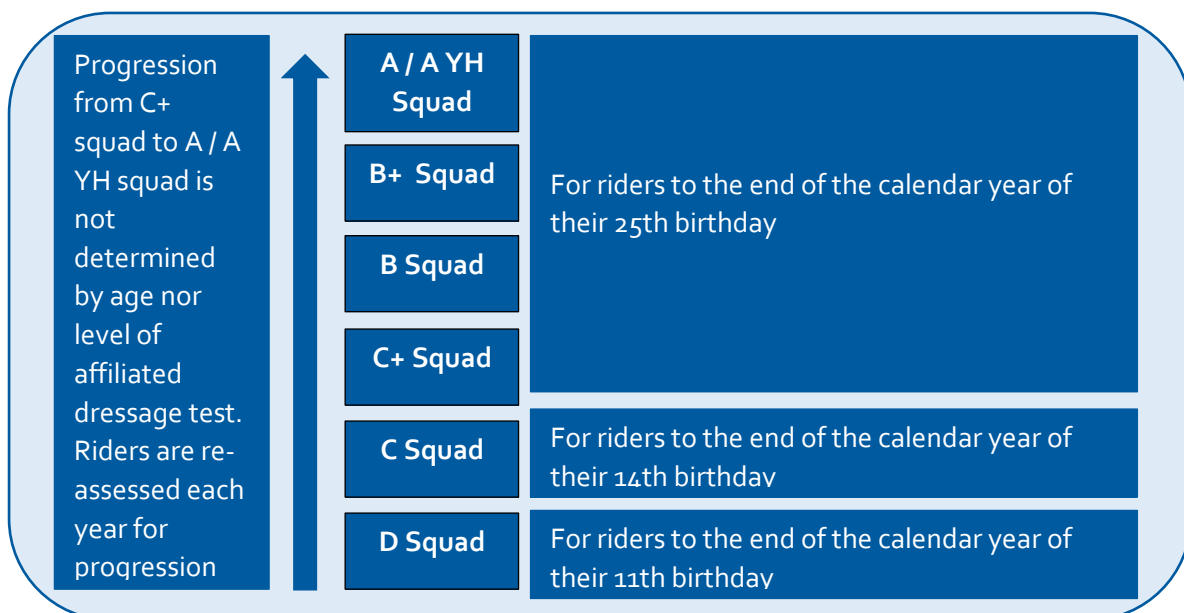 Progression
from C+
squad to A / A
YH squad is
not
determined
by age nor
level of
affiliated
dressage test.
Riders are re-
assessed each
year for
progression
A / A YH
Squad
B+ Squad
B Squad
C+ Squad
C Squad
D Squad
For riders to the end of the calendar year of
their 25th birthday
For riders to the end of the calendar year of
their 14th birthday
For riders to the end of the calendar year of
their 11th birthday